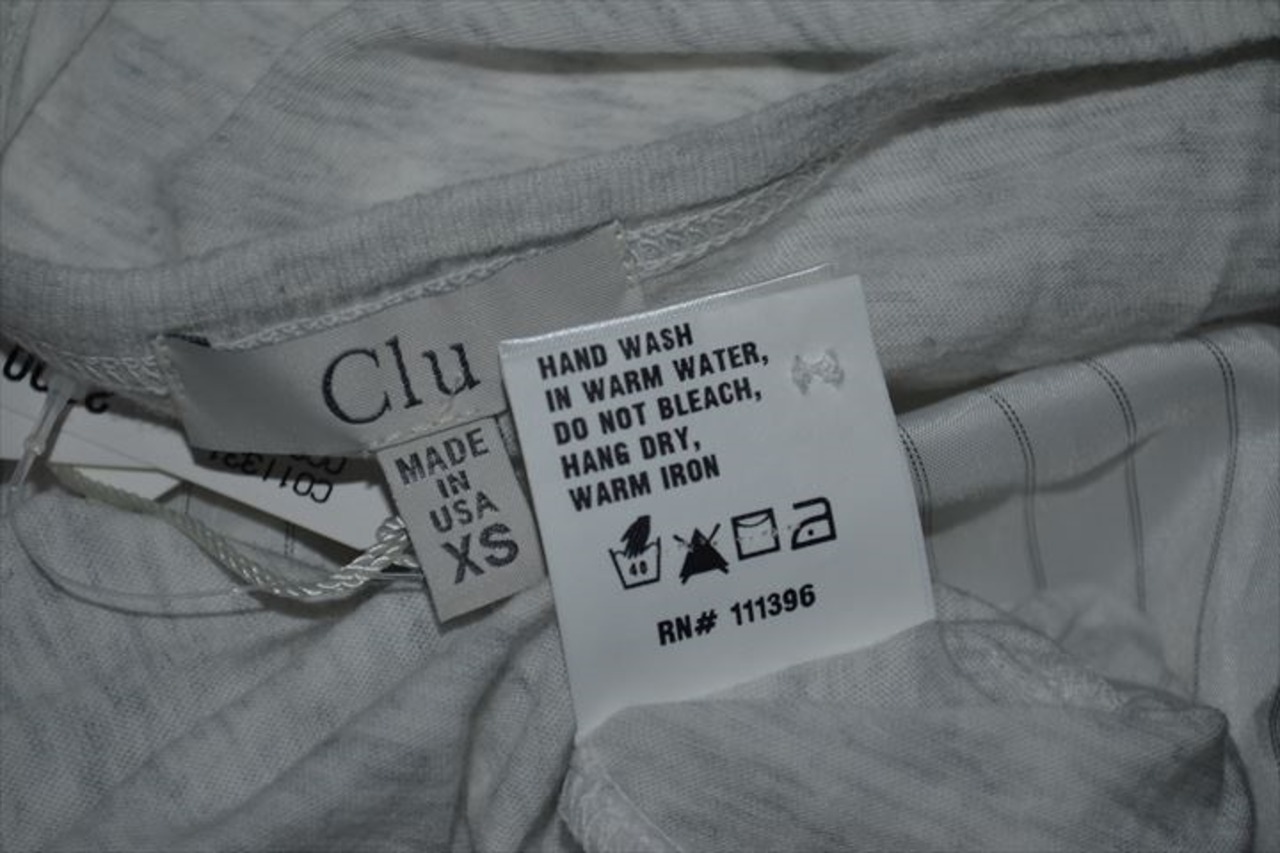 Clu
MADE
IN
USA
XS
HAND WASH
IN WARM WATER,
DO NOT BLEACH,
HANG DRY,
WARM IRON
40
RN# 111396